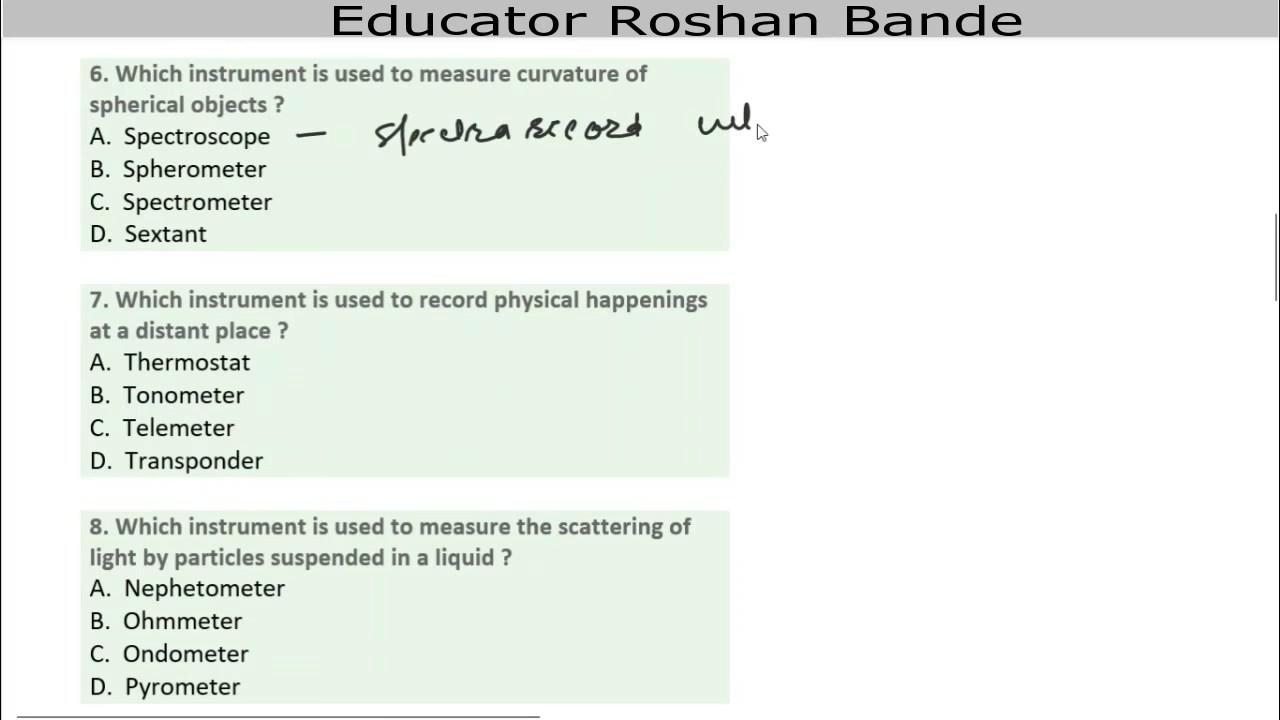 Educator Roshan Bande
6. Which instrument is used to measure curvature of
spherical objects ?
A. Spectroscope — spectra record
B. Spherometer
C. Spectrometer
D. Sextant
7. Which instrument is used to record physical happenings
at a distant place ?
A. Thermostat
B. Tonometer
C. Telemeter
D. Transponder
8. Which instrument is used to measure the scattering of
light by particles suspended in a liquid ?
A. Nephetometer
B. Ohmmeter
C. Ondometer
D. Pyrometer